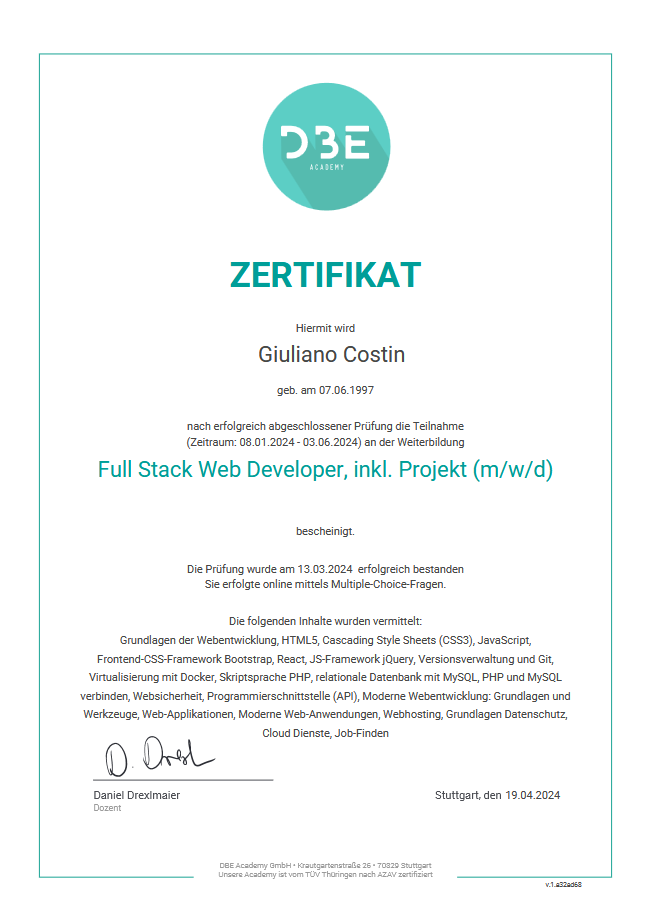 DBE
ACADEMY
ZERTIFIKAT
Hiermit wird
Giuliano Costin
geb. am 07.06.1997
nach erfolgreich abgeschlossener Prüfung die Teilnahme
(Zeitraum: 08.01.2024 - 03.06.2024) an der Weiterbildung
Full Stack Web Developer, inkl. Projekt (m/w/d)
bescheinigt.
Die Prüfung wurde am 13.03.2024 erfolgreich bestanden
Sie erfolgte online mittels Multiple-Choice-Fragen.
Die folgenden Inhalte wurden vermittelt:
Grundlagen der Webentwicklung, HTML5, Cascading Style Sheets (CSS3), JavaScript,
Frontend-CSS-Framework Bootstrap, React, JS-Framework jQuery, Versionsverwaltung und Git,
Virtualisierung mit Docker, Skriptsprache PHP, relationale Datenbank mit MySQL, PHP und MySQL
verbinden, Websicherheit, Programmierschnittstelle (API), Moderne Webentwicklung: Grundlagen und
Werkzeuge, Web-Applikationen, Moderne Web-Anwendungen, Webhosting, Grundlagen Datenschutz,
Cloud Dienste, Job-Finden
D. Drexl
Daniel Drexlmaier
Stuttgart, den 19.04.2024
Dozent
DBE Academy GmbH • Krautgartenstraße 26 • 70829 Stuttgart
Unsere Academy ist vom TÜV Thüringen nach AZAV zertifiziert
v.1.a32ad68